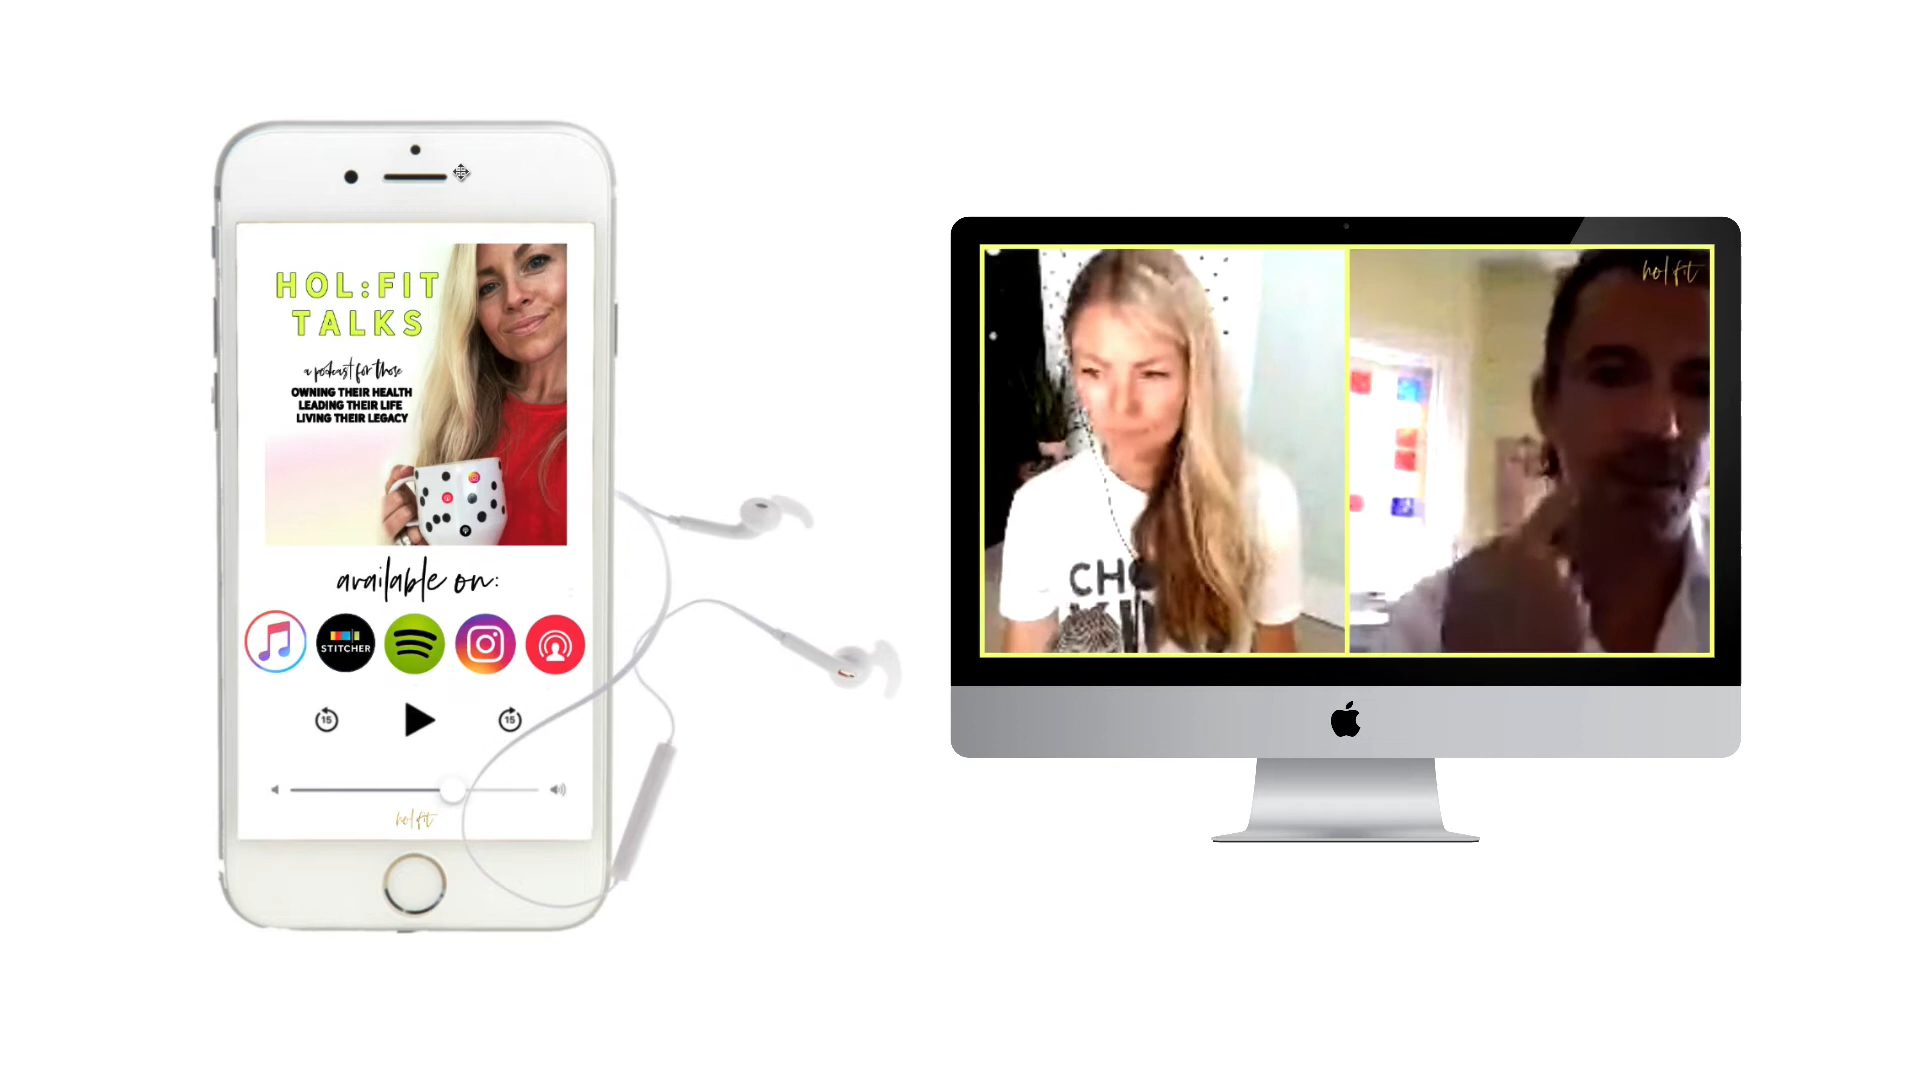 HOL:FIT
TALKS
a podcast for those
OWNING THEIR HEALTH
LEADING THEIR LIFE
LIVING THEIR LEGACY
available on:
STITCHER
15
15
hol fit
hol fit